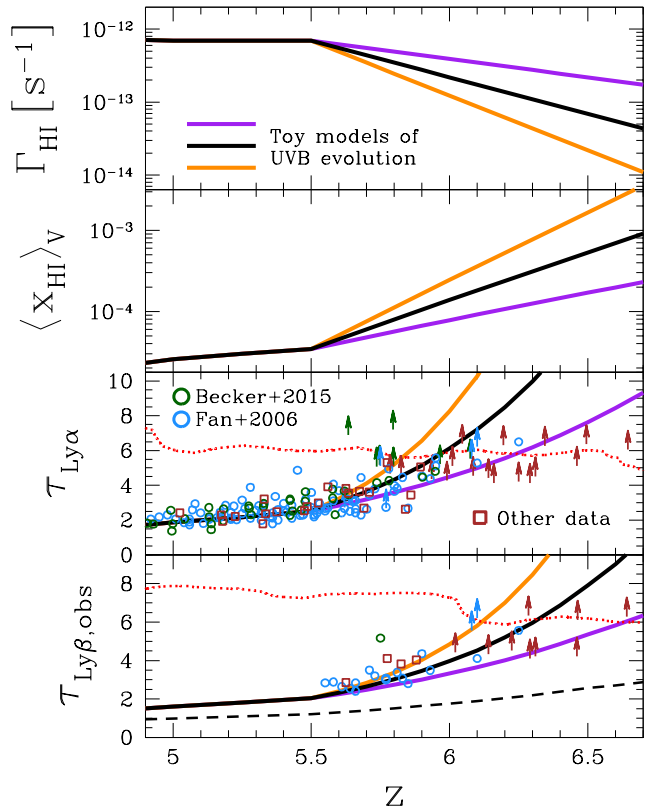 Γ_HI [s⁻¹]
10⁻¹²
10⁻¹³
10⁻¹⁴
Toy models of
UVB evolution
⟨x_HI⟩_V
10⁻³
10⁻⁴
τ_Lyα
10
8
6
4
2
0
Becker+2015
Fan+2006
Other data
τ_Lyβ,obs
8
6
4
2
0
5
5.5
6
6.5
z